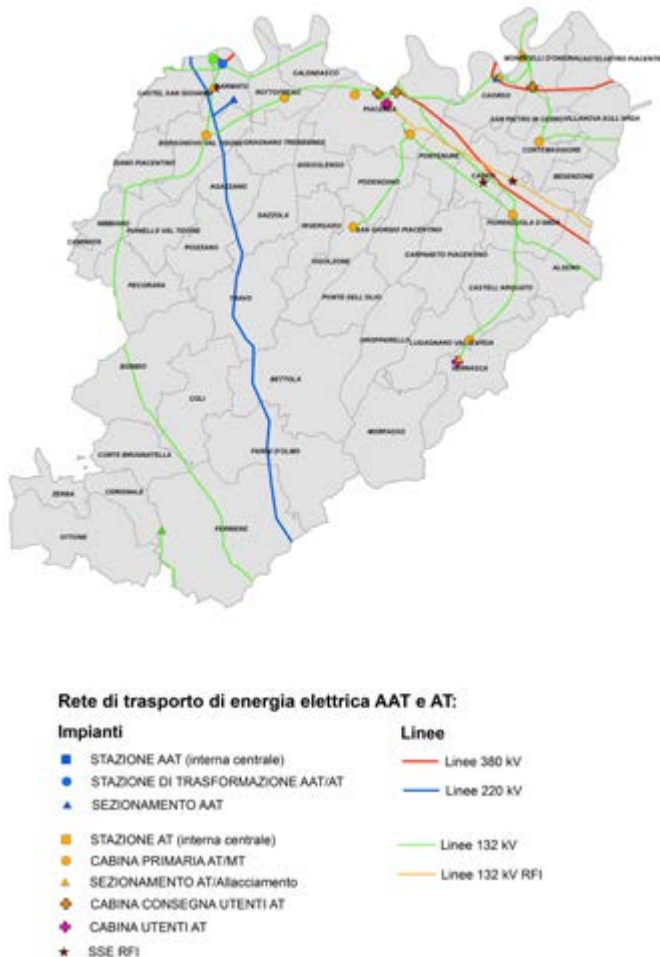 MONTICELLI D'ONGINA
CASTELVETRO PIACENTINO
CALENDASCO
CASTEL SAN GIOVANNI
SARMATO
ROTTOFRENO
PIACENZA
CAORSO
SAN PIETRO IN CERRO
VILLANOVA SULL'ARDA
BORGONOVO VAL TIDONE
GRAGNANO TREBBIENSE
CORTEMAGGIORE
ZIANO PIACENTINO
GOSSOLENGO
PONTENURE
CADEO
BESENZONE
AGAZZANO
PODENZANO
GAZZOLA
NIBBIANO
PIANELLO VAL TIDONE
RIVERGARO
SAN GIORGIO PIACENTINO
FIORENZUOLA D'ARDA
CAMINATA
PIOZZANO
VIGOLZONE
CARPANETO PIACENTINO
ALSENO
PECORARA
TRAVO
PONTE DELL'OLIO
CASTELL'ARQUATO
GROPPARELLO
LUGAGNANO VAL D'ARDA
BOBBIO
VERNASCA
BETTOLA
COLI
MORFASSO
CORTE BRUGNATELLA
FARINI D'OLMO
ZERBA
CERIGNALE
FERRIERE
OTTONE
Rete di trasporto di energia elettrica AAT e AT:
Impianti
STAZIONE AAT (interna centrale)
STAZIONE DI TRASFORMAZIONE AAT/AT
SEZIONAMENTO AAT
STAZIONE AT (interna centrale)
CABINA PRIMARIA AT/MT
SEZIONAMENTO AT/Allacciamento
CABINA CONSEGNA UTENTI AT
CABINA UTENTI AT
SSE RFI
Linee
Linee 380 kV
Linee 220 kV
Linee 132 kV
Linee 132 kV RFI